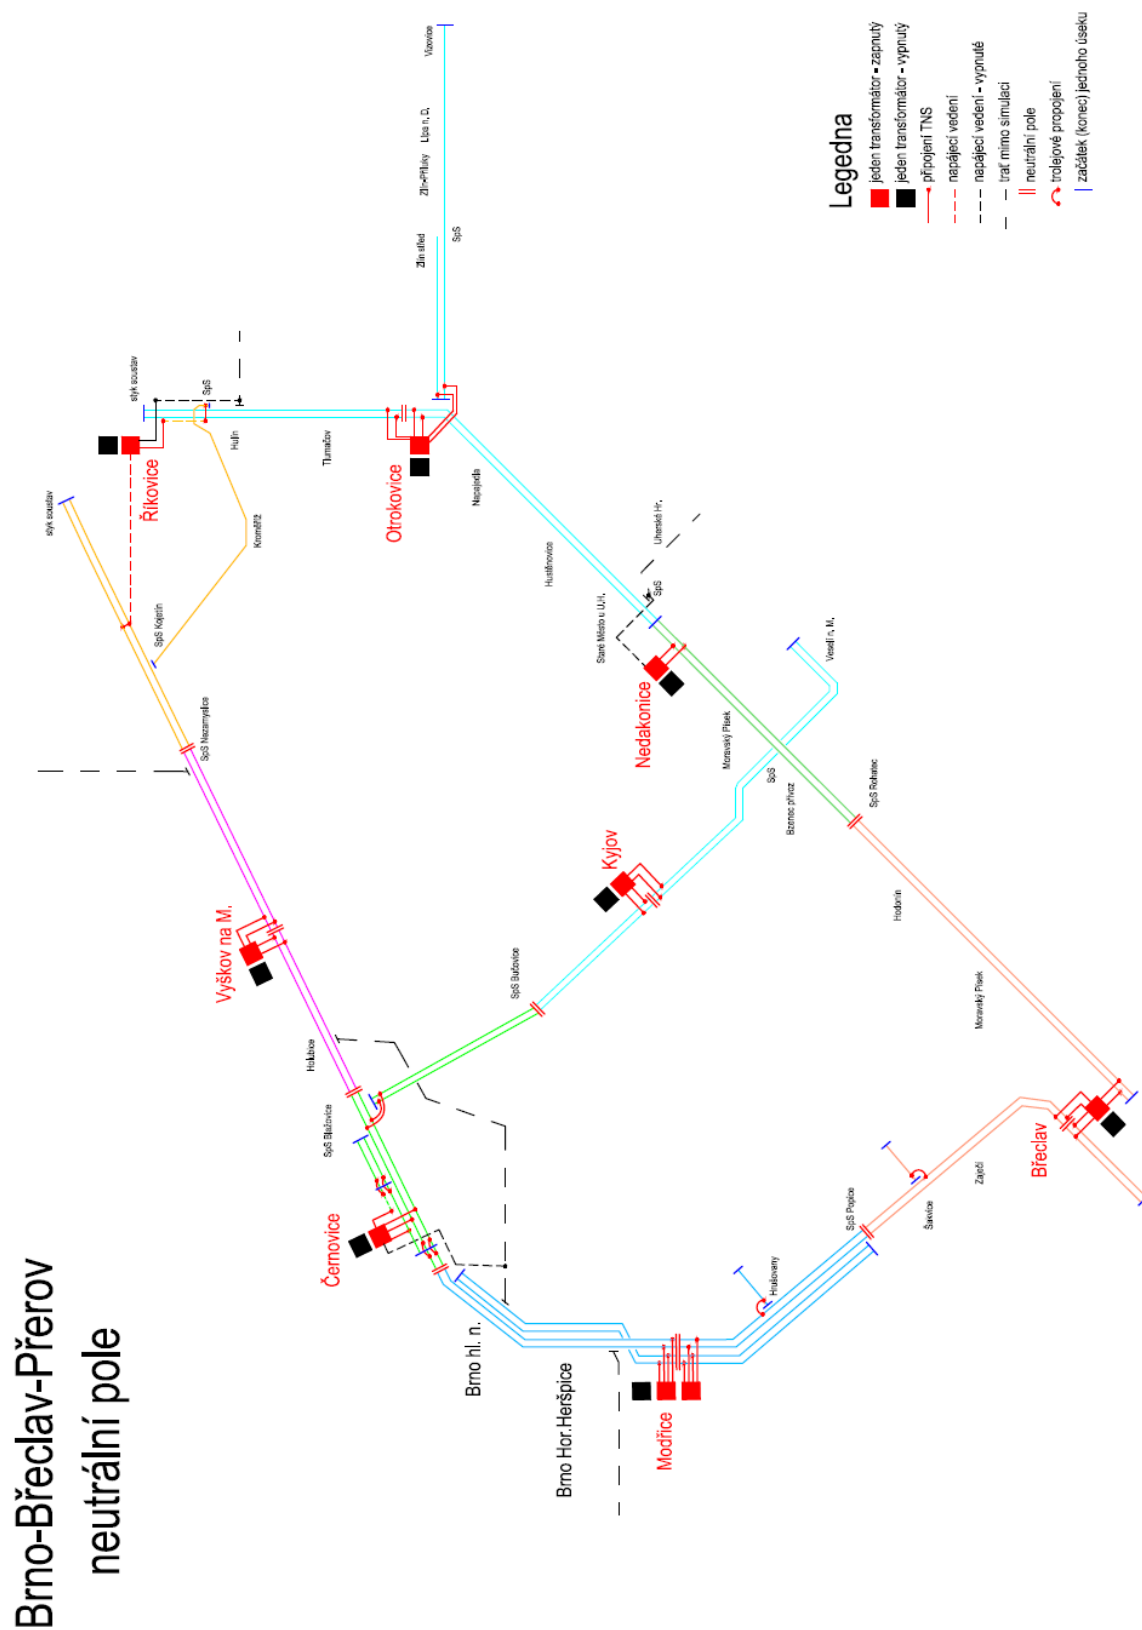 Brno-Břeclav-Přerov
neutrální pole
styk soustav
Říkovice
SpS
Hulín
Tlumačov
Otrokovice
Napajedla
Vizovice
Lípa n. D.
Zlín-Příluky
Zlín střed
SpS
styk soustav
SpS Kojetín
Kroměříž
SpS Nezamyslice
Vyškov na M.
Holubice
SpS Blažovice
Černovice
Brno hl. n.
Brno Hor.Heršpice
Modřice
Hrušovany
SpS Popice
Šakvice
Zaječí
Břeclav
Moravský Písek
Hodonín
SpS Rohatec
Bzenec přívoz
SpS
Moravský Písek
Nedakonice
Staré Město u U.H.
SpS
Uherské Hr.
Huštěnovice
Veselí n. M.
Kyjov
SpS Bučovice
Legedna
jeden transformátor - zapnutý
jeden transformátor - vypnutý
připojení TNS
napájecí vedení
napájecí vedení - vypnuté
trať mimo simulaci
neutrální pole
trolejové propojení
začátek (konec) jednoho úseku